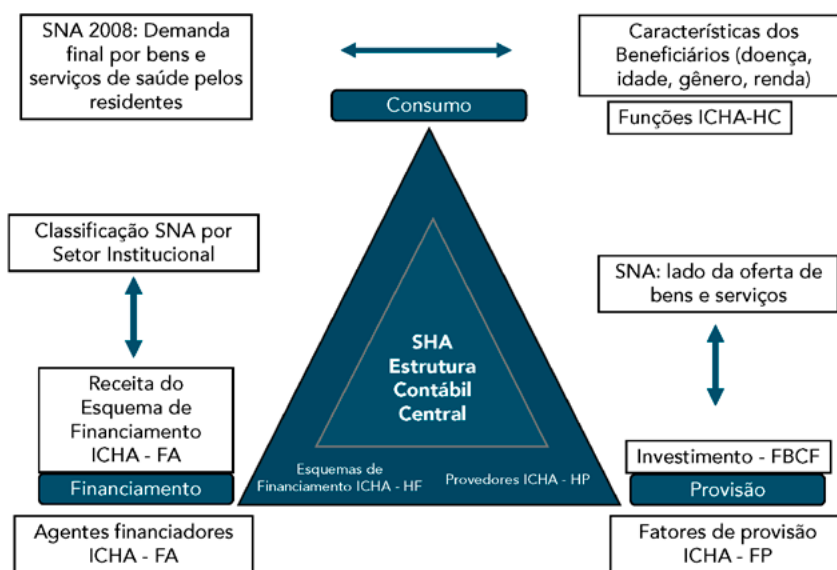 SNA 2008: Demanda
final por bens e
serviços de saúde pelos
residentes
Características dos
Beneficiários (doença,
idade, gênero, renda)
Consumo
Funções ICHA-HC
Classificação SNA por
Setor Institucional
SNA: lado da oferta de
bens e serviços
SHA
Estrutura
Contábil
Central
Receita do
Esquema de
Financiamento
ICHA - FA
Esquemas de
Financiamento ICHA - HF
Provedores ICHA - HP
Investimento - FBCF
Financiamento
Provisão
Agentes financiadores
ICHA - FA
Fatores de provisão
ICHA - FP